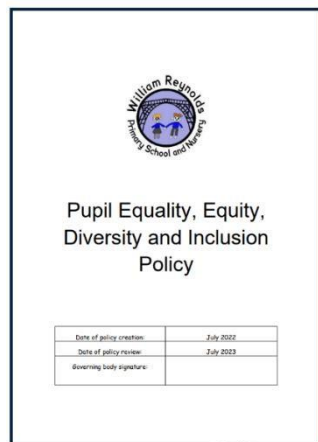 William Reynolds
Primary School and Nursery
Pupil Equality, Equity,
Diversity and Inclusion
Policy
Date of policy creation: July 2022
Date of policy review: July 2023
Governing body signature: